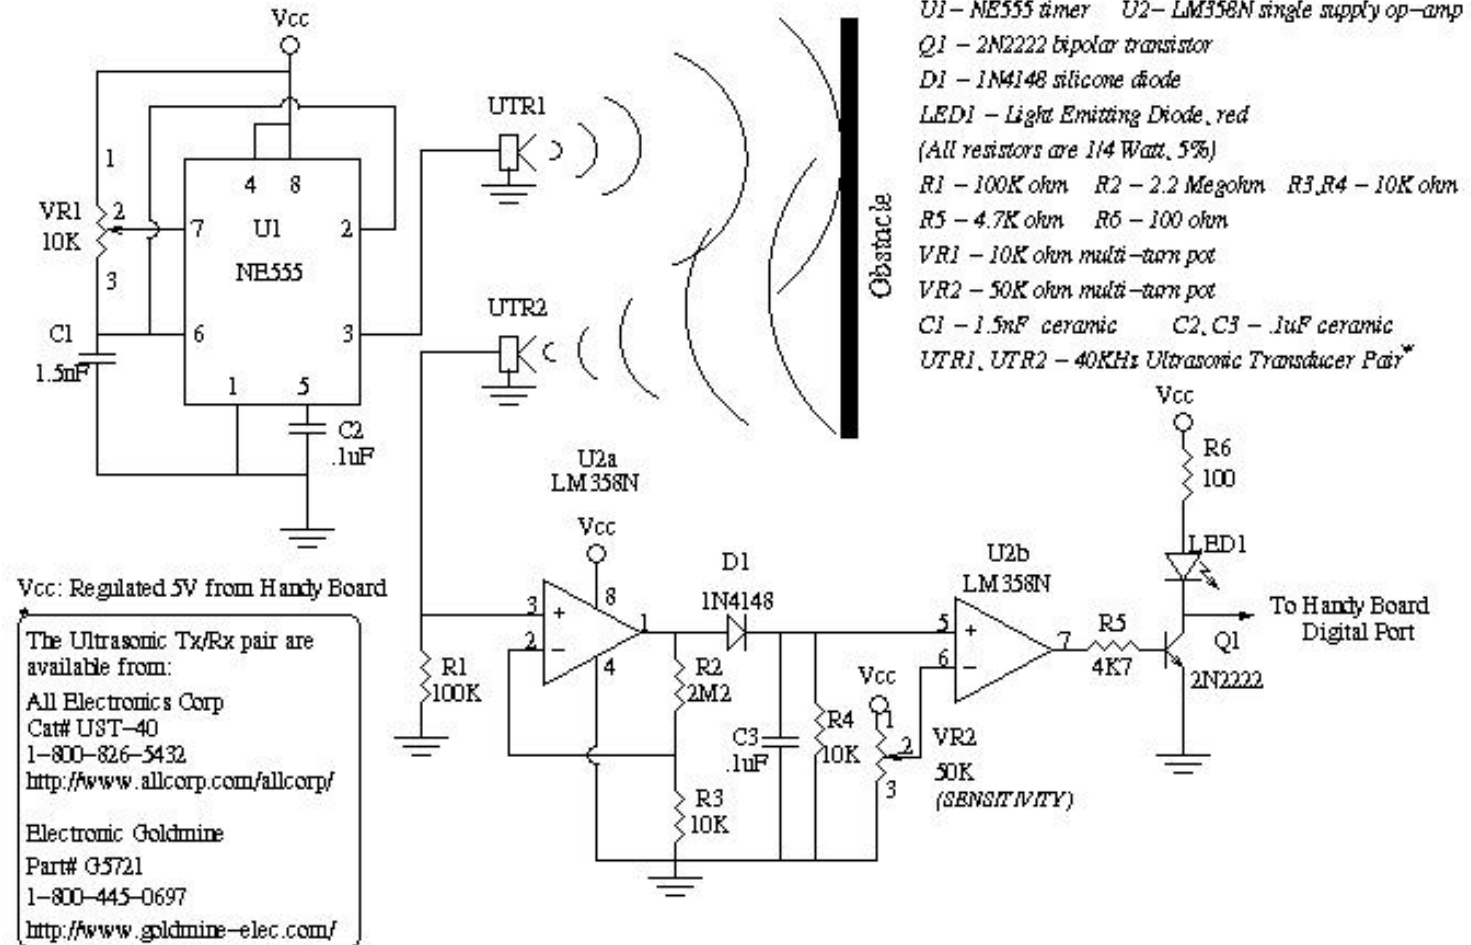 Vcc
UTR1
1
VR1
2
10K
3
4
8
7
U1
2
NE555
6
3
1
5
C1
1.5nF
C2
.1uF
UTR2
Obstacle
U1– NE555 timer U2– LM358N single supply op–amp
Q1 – 2N2222 bipolar transistor
D1 – 1N4148 silicone diode
LED1 – Light Emitting Diode, red
(All resistors are 1/4 Watt, 5%)
R1 – 100K ohm R2 – 2.2 Megohm R3,R4 – 10K ohm
R5 – 4.7K ohm R6 – 100 ohm
VR1 – 10K ohm multi–turn pot
VR2 – 50K ohm multi–turn pot
C1 – 1.5nF ceramic C2, C3 – .1uF ceramic
UTR1, UTR2 – 40KHz Ultrasonic Transducer Pair*
Vcc
R6
100
LED1
U2a
LM358N
Vcc
8
3
+
2
–
1
4
D1
1N4148
U2b
LM358N
5
+
6
–
7
R5
4K7
Q1
2N2222
To Handy Board
Digital Port
R1
100K
R2
2M2
R3
10K
C3
.1uF
R4
10K
Vcc
1
2
3
VR2
50K
(SENSITIVITY)
Vcc: Regulated 5V from Handy Board
*
The Ultrasonic Tx/Rx pair are
available from:
All Electronics Corp
Cat# UST–40
1–800–826–5432
http://www.allcorp.com/allcorp/
Electronic Goldmine
Part# G5721
1–800–445–0697
http://www.goldmine–elec.com/